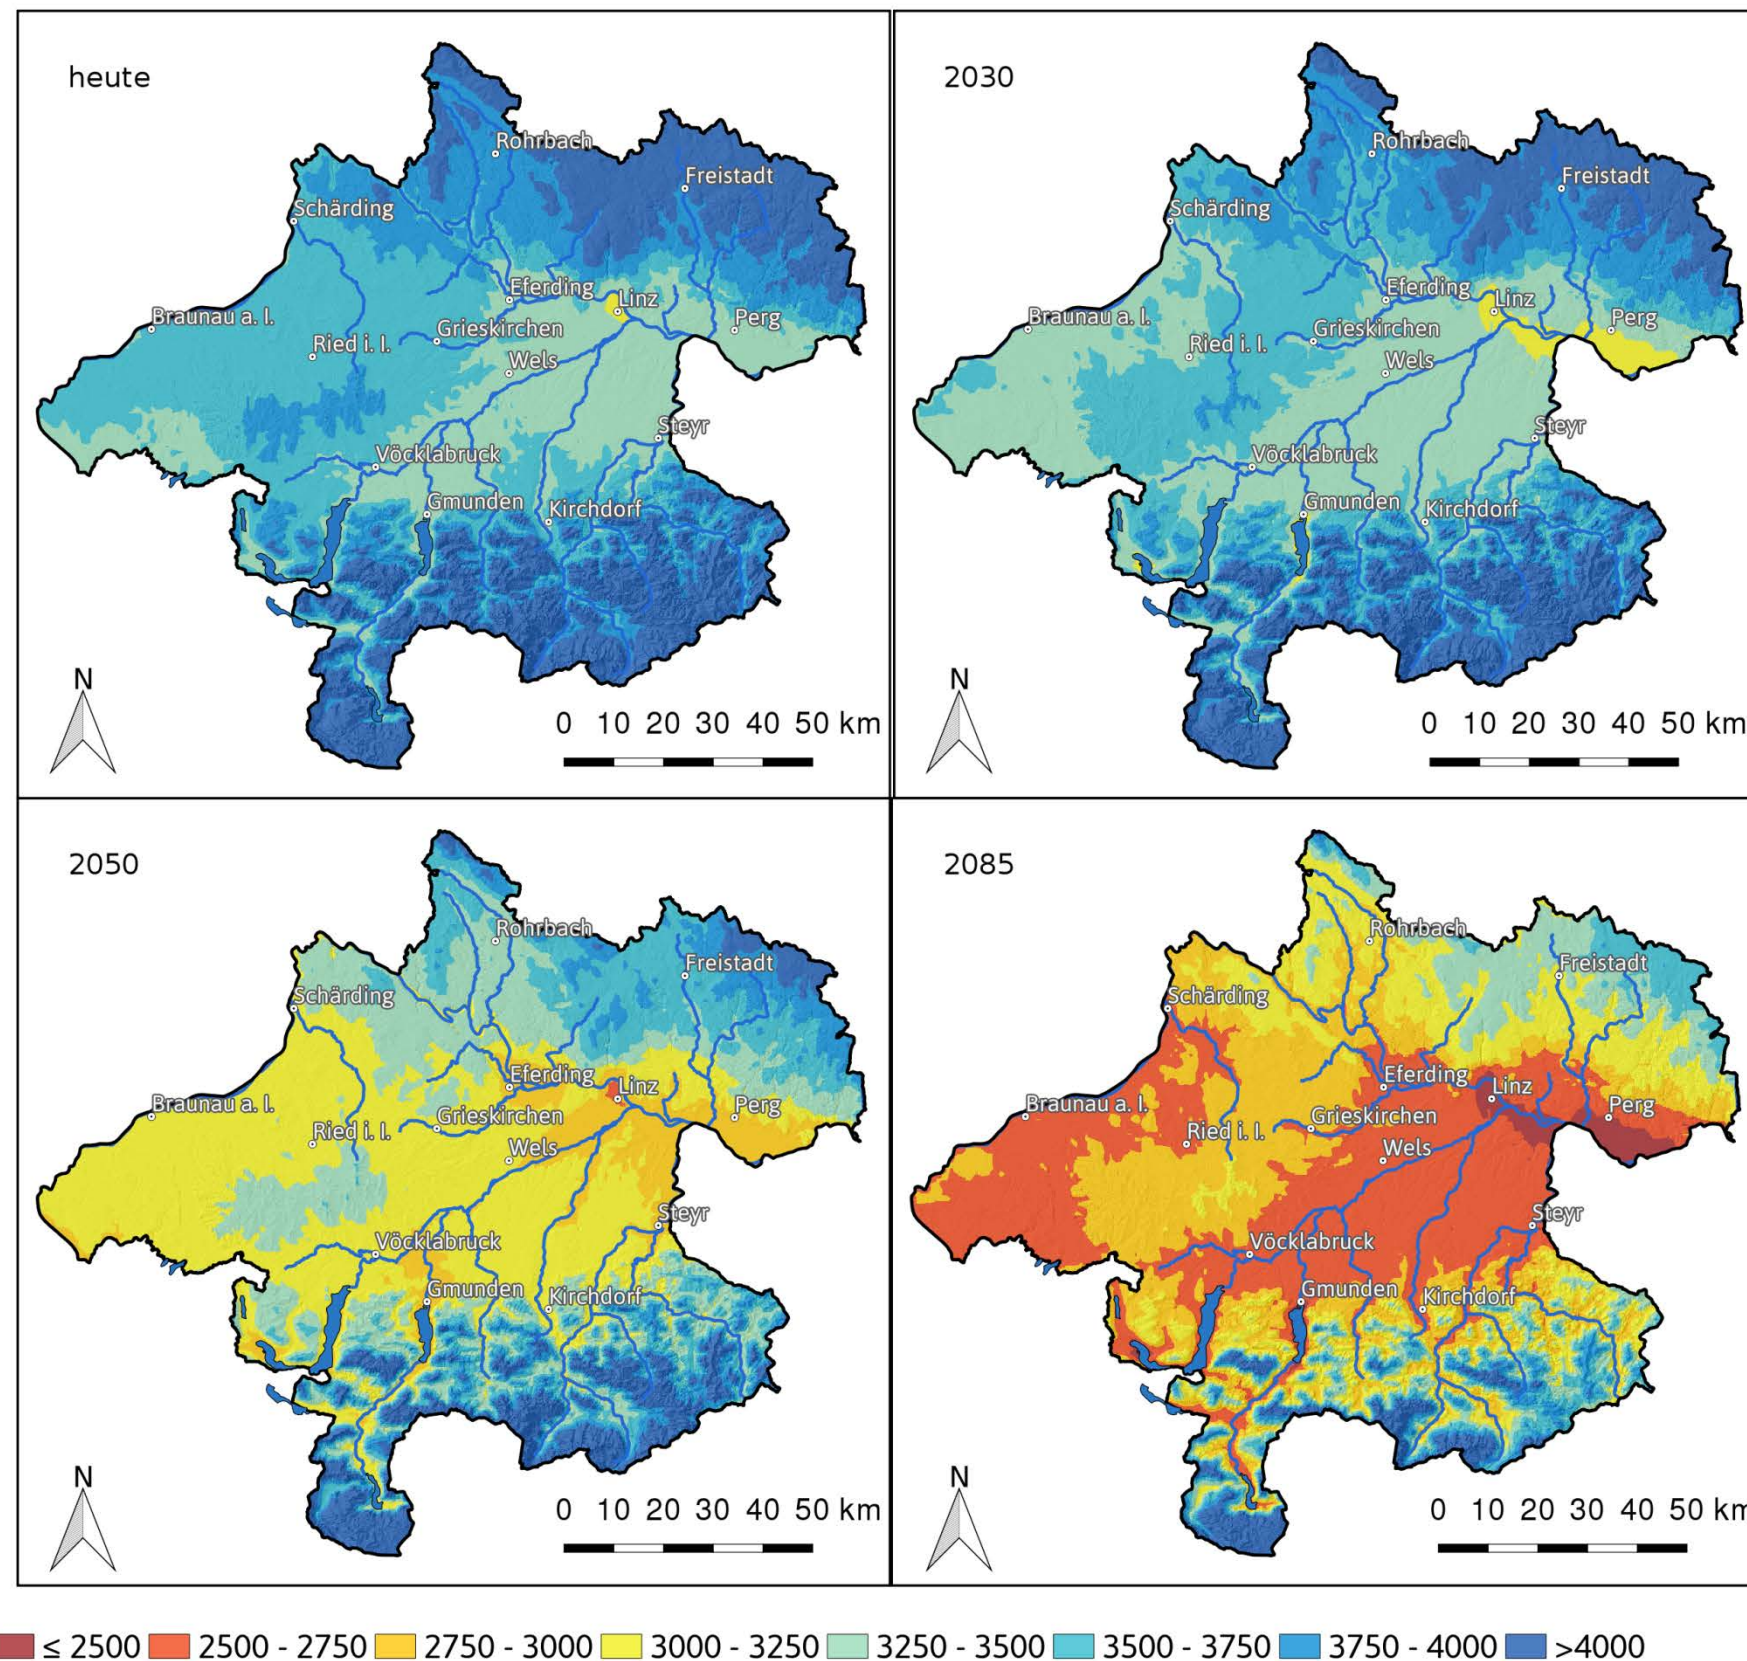 heute
Rohrbach
Freistadt
Schärding
Eferding
Linz
Braunau a. I.
Grieskirchen
Perg
Ried i. I.
Wels
Steyr
Vöcklabruck
Gmunden
Kirchdorf
N
0 10 20 30 40 50 km
2030
Rohrbach
Freistadt
Schärding
Eferding
Linz
Braunau a. I.
Grieskirchen
Perg
Ried i. I.
Wels
Steyr
Vöcklabruck
Gmunden
Kirchdorf
N
0 10 20 30 40 50 km
2050
Rohrbach
Freistadt
Schärding
Eferding
Linz
Braunau a. I.
Grieskirchen
Perg
Ried i. I.
Wels
Steyr
Vöcklabruck
Gmunden
Kirchdorf
N
0 10 20 30 40 50 km
2085
Rohrbach
Freistadt
Schärding
Eferding
Linz
Braunau a. I.
Grieskirchen
Perg
Ried i. I.
Wels
Steyr
Vöcklabruck
Gmunden
Kirchdorf
N
0 10 20 30 40 50 km
≤ 2500 2500 - 2750 2750 - 3000 3000 - 3250 3250 - 3500 3500 - 3750 3750 - 4000 >4000